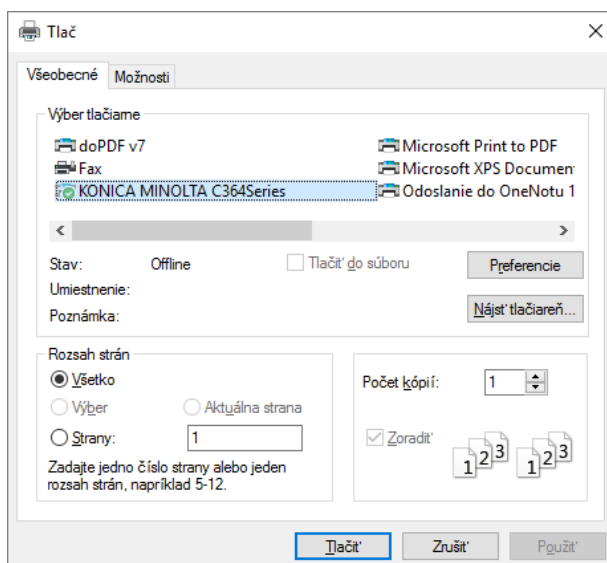 Tlač
Všeobecné Možnosti
Výber tlačiarne
doPDF v7 Microsoft Print to PDF
Fax Microsoft XPS Documen
KONICA MINOLTA C364Series Odoslanie do OneNotu 1
Stav: Offline Tlačiť do súboru Preferencie
Umiestnenie:
Poznámka: Nájsť tlačiareň...
Rozsah strán
Všetko Počet kópií: 1
Výber Aktuálna strana
Strany: 1 Zoradiť
Zadajte jedno číslo strany alebo jeden
rozsah strán, napríklad 5-12.
1 2 3 1 2 3
Tlačiť Zrušiť Použiť